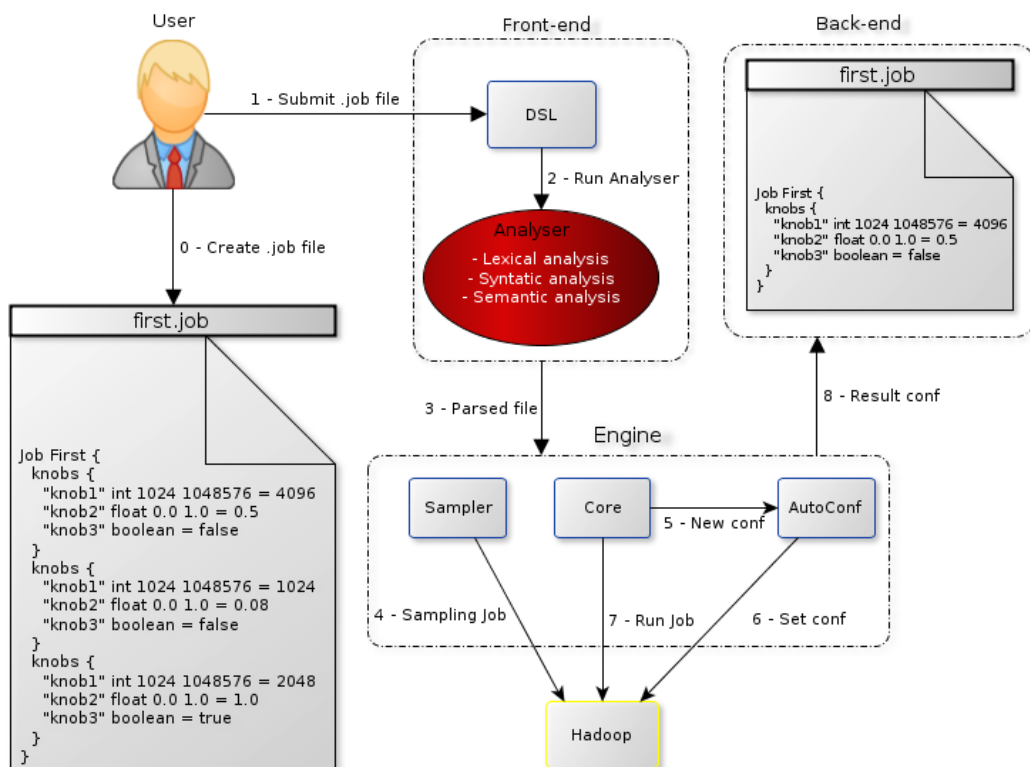 User
Front-end
Back-end
1 - Submit .job file
DSL
2 - Run Analyser
Analyser
- Lexical analysis
- Syntatic analysis
- Semantic analysis
0 - Create .job file
first.job
Job First {
knobs {
"knob1" int 1024 1048576 = 4096
"knob2" float 0.0 1.0 = 0.5
"knob3" boolean = false
}
knobs {
"knob1" int 1024 1048576 = 1024
"knob2" float 0.0 1.0 = 0.08
"knob3" boolean = false
}
knobs {
"knob1" int 1024 1048576 = 2048
"knob2" float 0.0 1.0 = 1.0
"knob3" boolean = true
}
}
3 - Parsed file
Engine
Sampler
Core
5 - New conf
AutoConf
4 - Sampling Job
7 - Run Job
6 - Set conf
Hadoop
8 - Result conf
first.job
Job First {
knobs {
"knob1" int 1024 1048576 = 4096
"knob2" float 0.0 1.0 = 0.5
"knob3" boolean = false
}
}